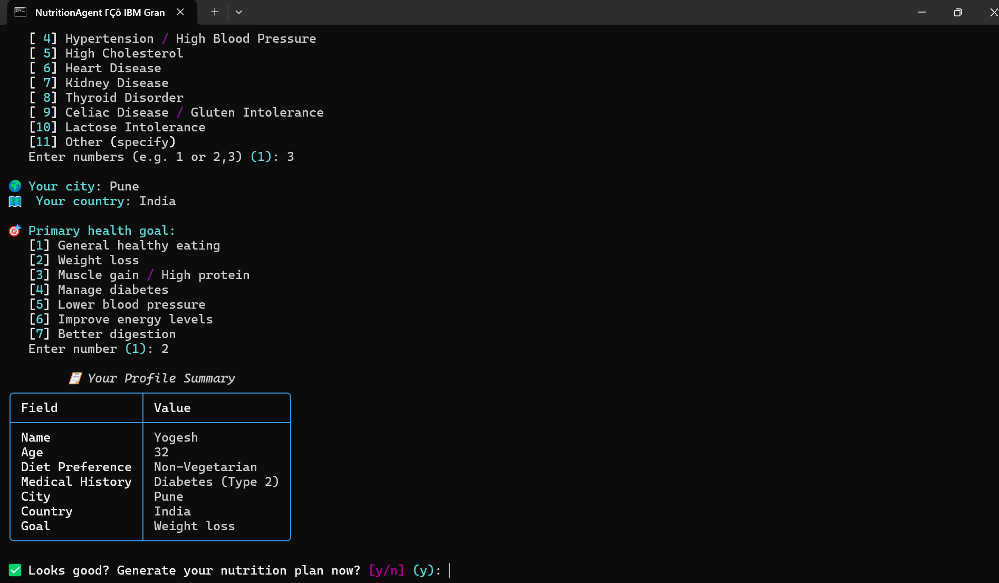 NutritionAgent ΓÇô IBM Gran
[ 4] Hypertension / High Blood Pressure
[ 5] High Cholesterol
[ 6] Heart Disease
[ 7] Kidney Disease
[ 8] Thyroid Disorder
[ 9] Celiac Disease / Gluten Intolerance
[10] Lactose Intolerance
[11] Other (specify)
Enter numbers (e.g. 1 or 2,3) (1): 3
Your city: Pune
Your country: India
Primary health goal:
[1] General healthy eating
[2] Weight loss
[3] Muscle gain / High protein
[4] Manage diabetes
[5] Lower blood pressure
[6] Improve energy levels
[7] Better digestion
Enter number (1): 2
Your Profile Summary
Field Value
Name Yogesh
Age 32
Diet Preference Non-Vegetarian
Medical History Diabetes (Type 2)
City Pune
Country India
Goal Weight loss
Looks good? Generate your nutrition plan now? [y/n] (y):